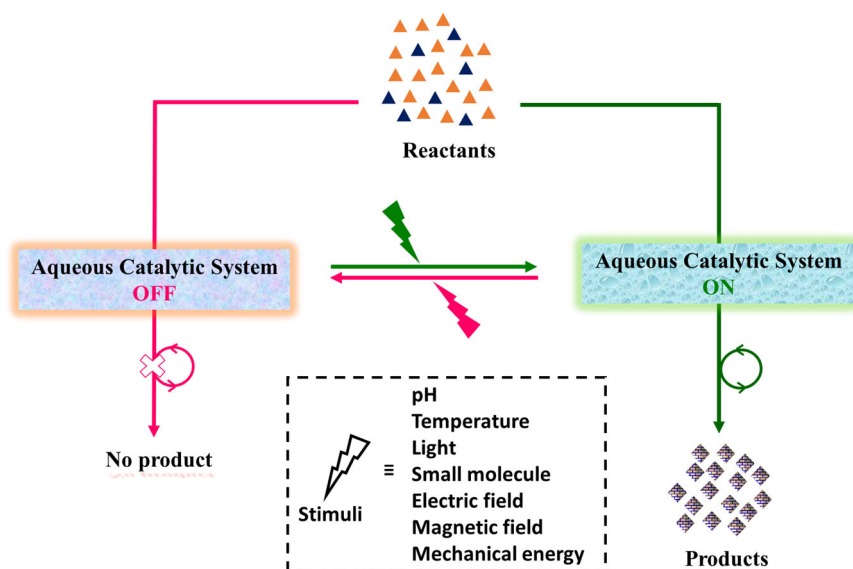 Reactants
Aqueous Catalytic System
OFF
Aqueous Catalytic System
ON
No product
Stimuli
≡
pH
Temperature
Light
Small molecule
Electric field
Magnetic field
Mechanical energy
Products